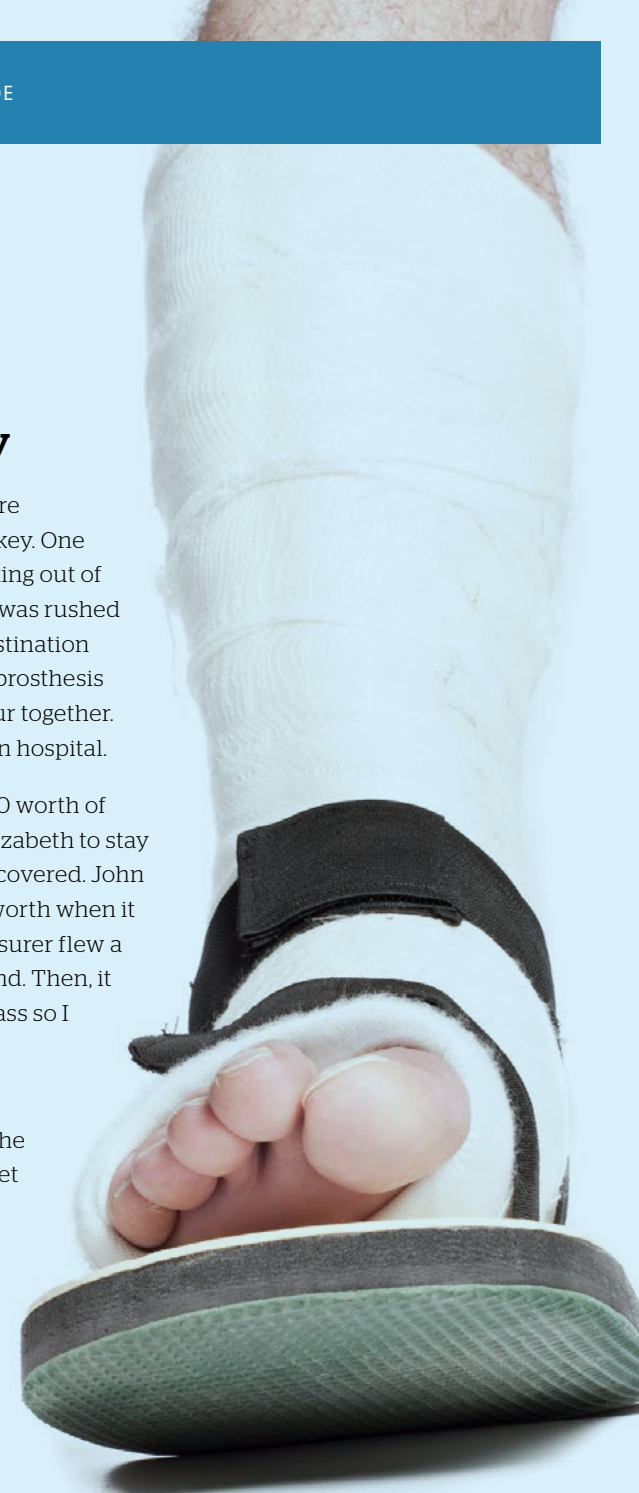 E
y
re
key. One
ing out of
was rushed
stination
prosthesis
ur together.
n hospital.
0 worth of
zabeth to stay
covered. John
worth when it
surer flew a
nd. Then, it
ass so I
he
et